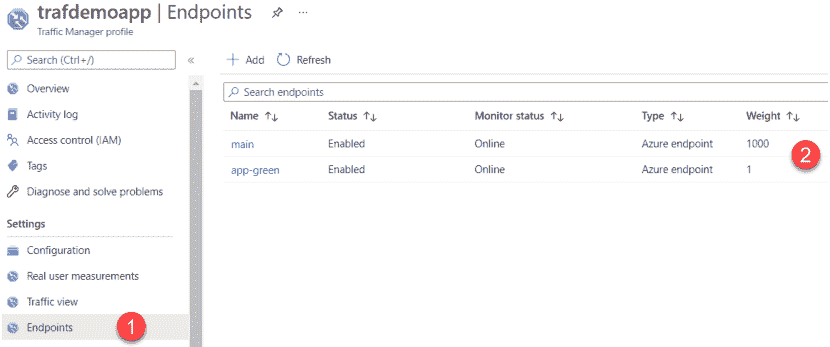 trafdemoapp | Endpoints ...
Traffic Manager profile
Search (Ctrl+/) «
Overview
Activity log
Access control (IAM)
Tags
Diagnose and solve problems
Settings
Configuration
Real user measurements
Traffic view
Endpoints 1
+ Add Refresh
Search endpoints
Name ↑↓ Status ↑↓ Monitor status ↑↓ Type ↑↓ Weight ↑↓
main Enabled Online Azure endpoint 1000
2
app-green Enabled Online Azure endpoint 1